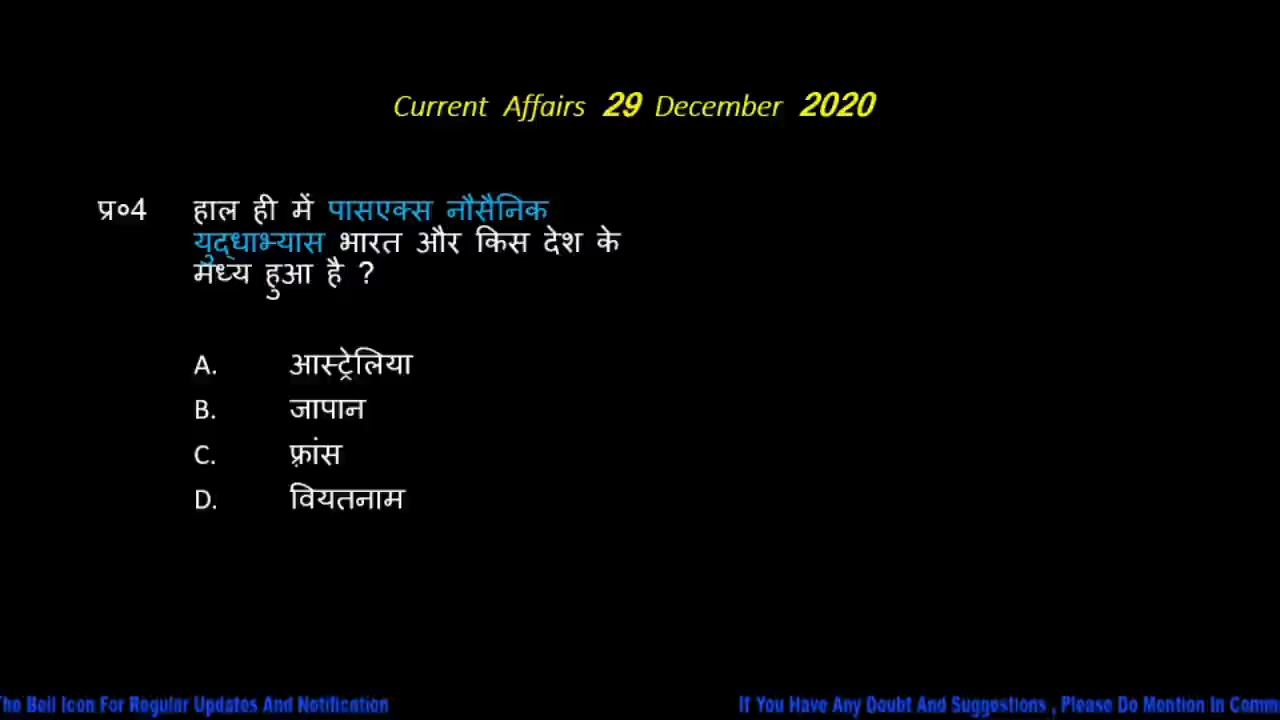 Current Affairs 29 December 2020
प्र०4 हाल ही में पासएक्स नौसैनिक
युद्धाभ्यास भारत और किस देश के
मध्य हुआ है ?
A. आस्ट्रेलिया
B. जापान
C. फ़्रांस
D. वियतनाम
The Bell Icon For Regular Updates And Notification If You Have Any Doubt And Suggestions , Please Do Mention In Comm